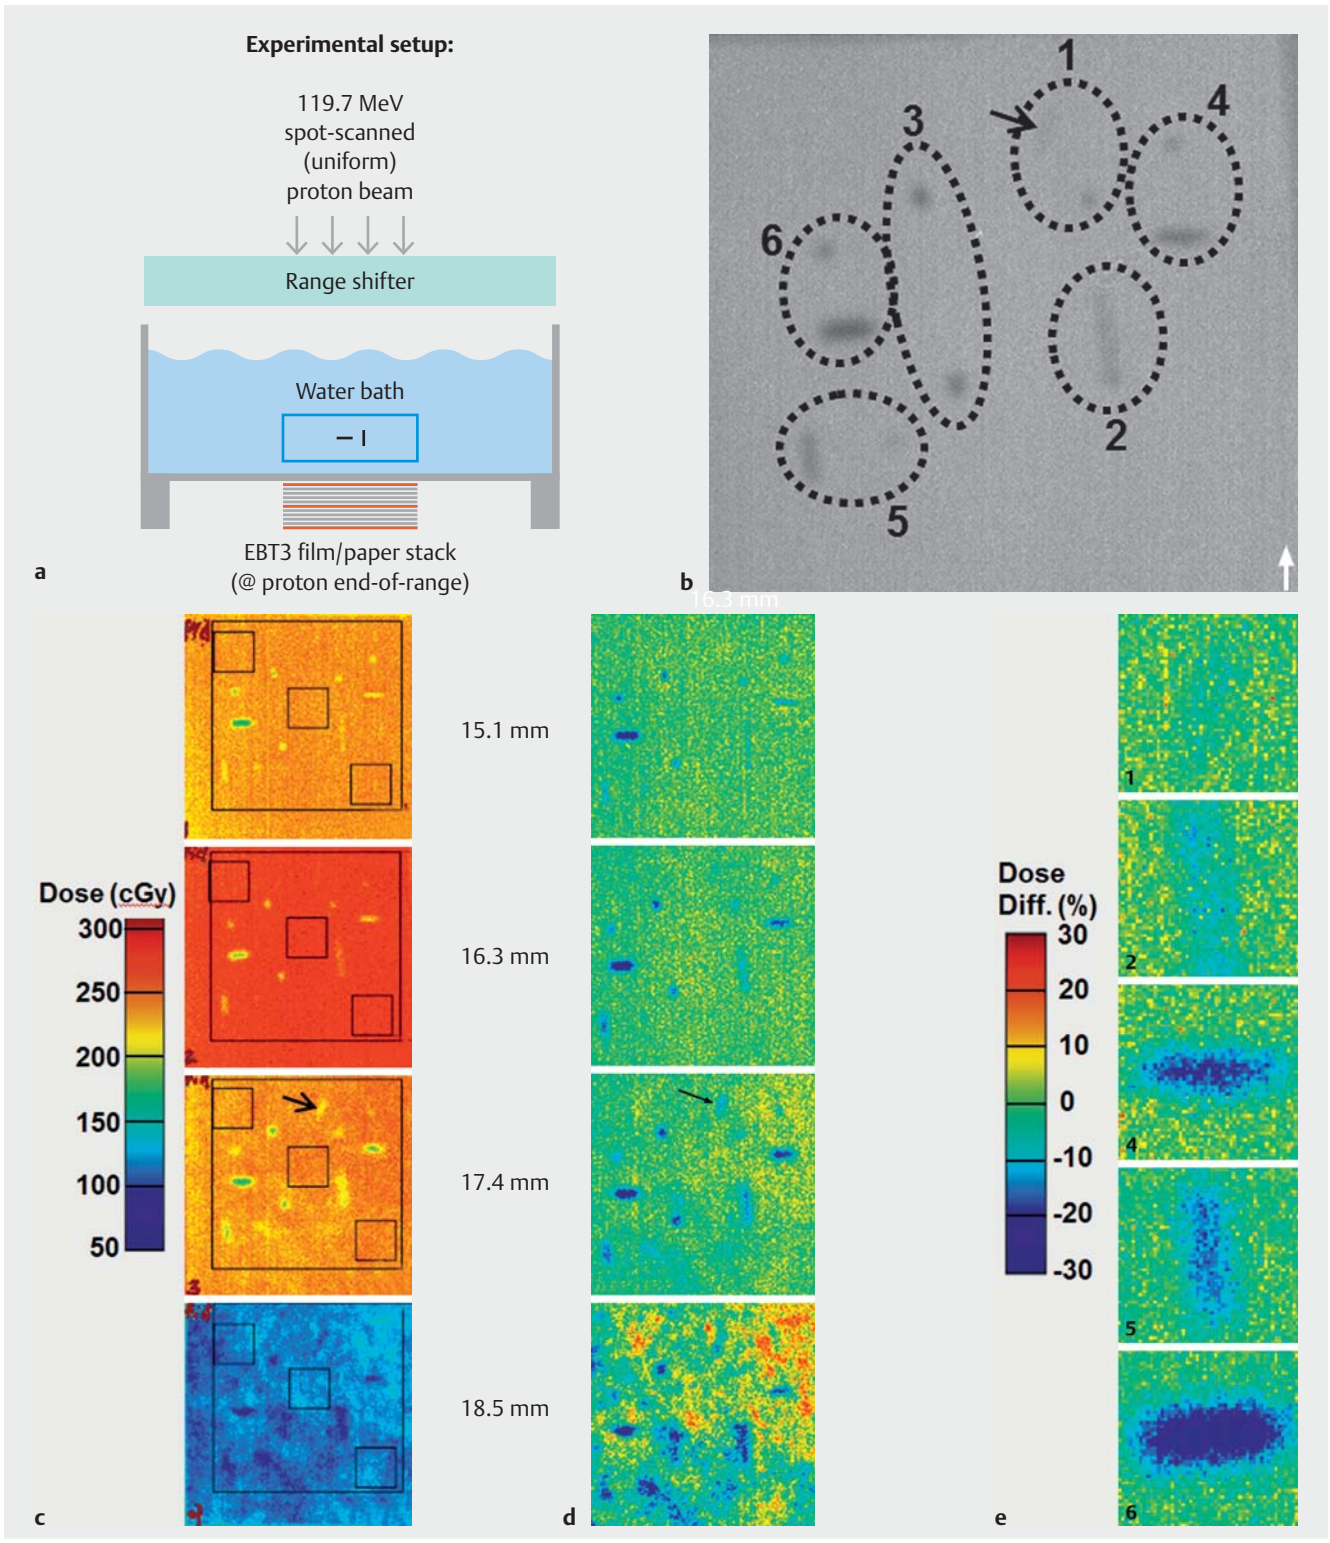 Experimental setup:
119.7 MeV
spot-scanned
(uniform)
proton beam
Range shifter
Water bath
EBT3 film/paper stack
(@ proton end-of-range)
a
1
3
4
6
2
5
b
16.3 mm
15.1 mm
16.3 mm
17.4 mm
18.5 mm
Dose (cGy)
300
250
200
150
100
50
2
3
c
d
Dose
Diff. (%)
30
20
10
0
-10
-20
-30
1
2
4
5
6
e